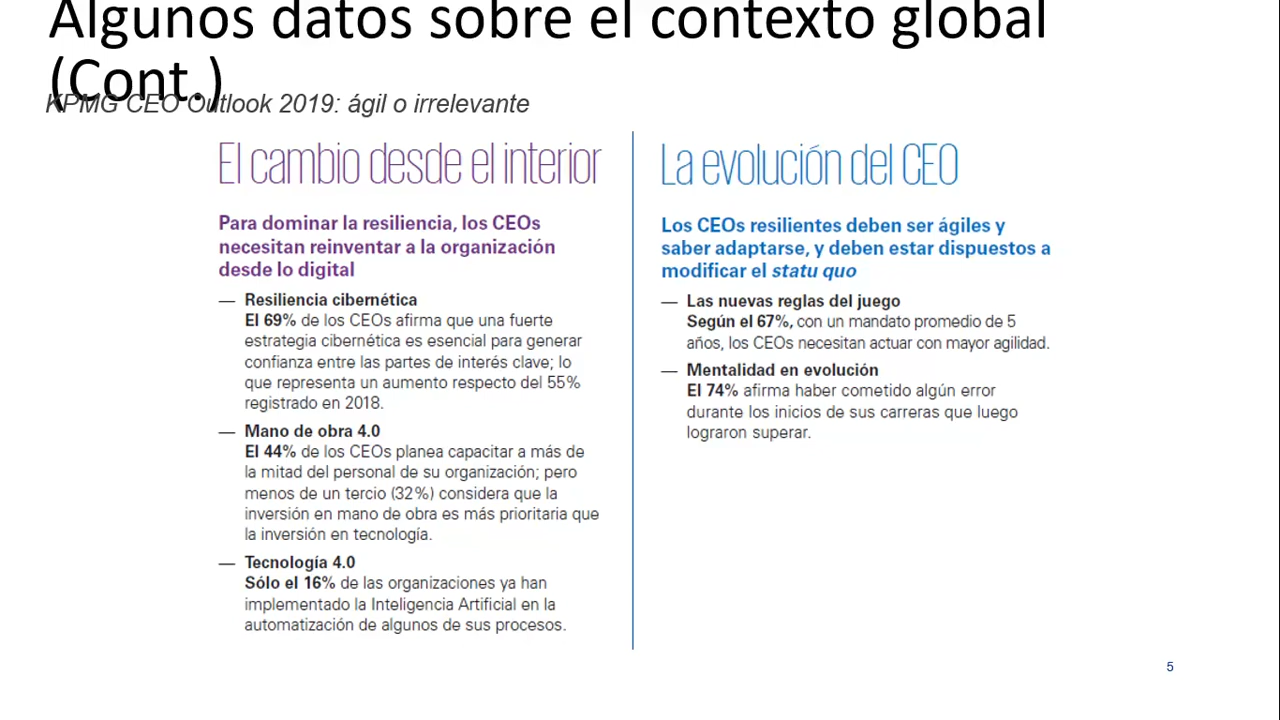 Algunos datos sobre el contexto global
(Cont.)
KPMG CEO Outlook 2019: ágil o irrelevante
El cambio desde el interior
Para dominar la resiliencia, los CEOs
necesitan reinventar a la organización
desde lo digital
— Resiliencia cibernética
El 69% de los CEOs afirma que una fuerte
estrategia cibernética es esencial para generar
confianza entre las partes de interés clave; lo
que representa un aumento respecto del 55%
registrado en 2018.
— Mano de obra 4.0
El 44% de los CEOs planea capacitar a más de
la mitad del personal de su organización; pero
menos de un tercio (32%) considera que la
inversión en mano de obra es más prioritaria que
la inversión en tecnología.
— Tecnología 4.0
Sólo el 16% de las organizaciones ya han
implementado la Inteligencia Artificial en la
automatización de algunos de sus procesos.
La evolución del CEO
Los CEOs resilientes deben ser ágiles y
saber adaptarse, y deben estar dispuestos a
modificar el statu quo
— Las nuevas reglas del juego
Según el 67%, con un mandato promedio de 5
años, los CEOs necesitan actuar con mayor agilidad.
— Mentalidad en evolución
El 74% afirma haber cometido algún error
durante los inicios de sus carreras que luego
lograron superar.
5